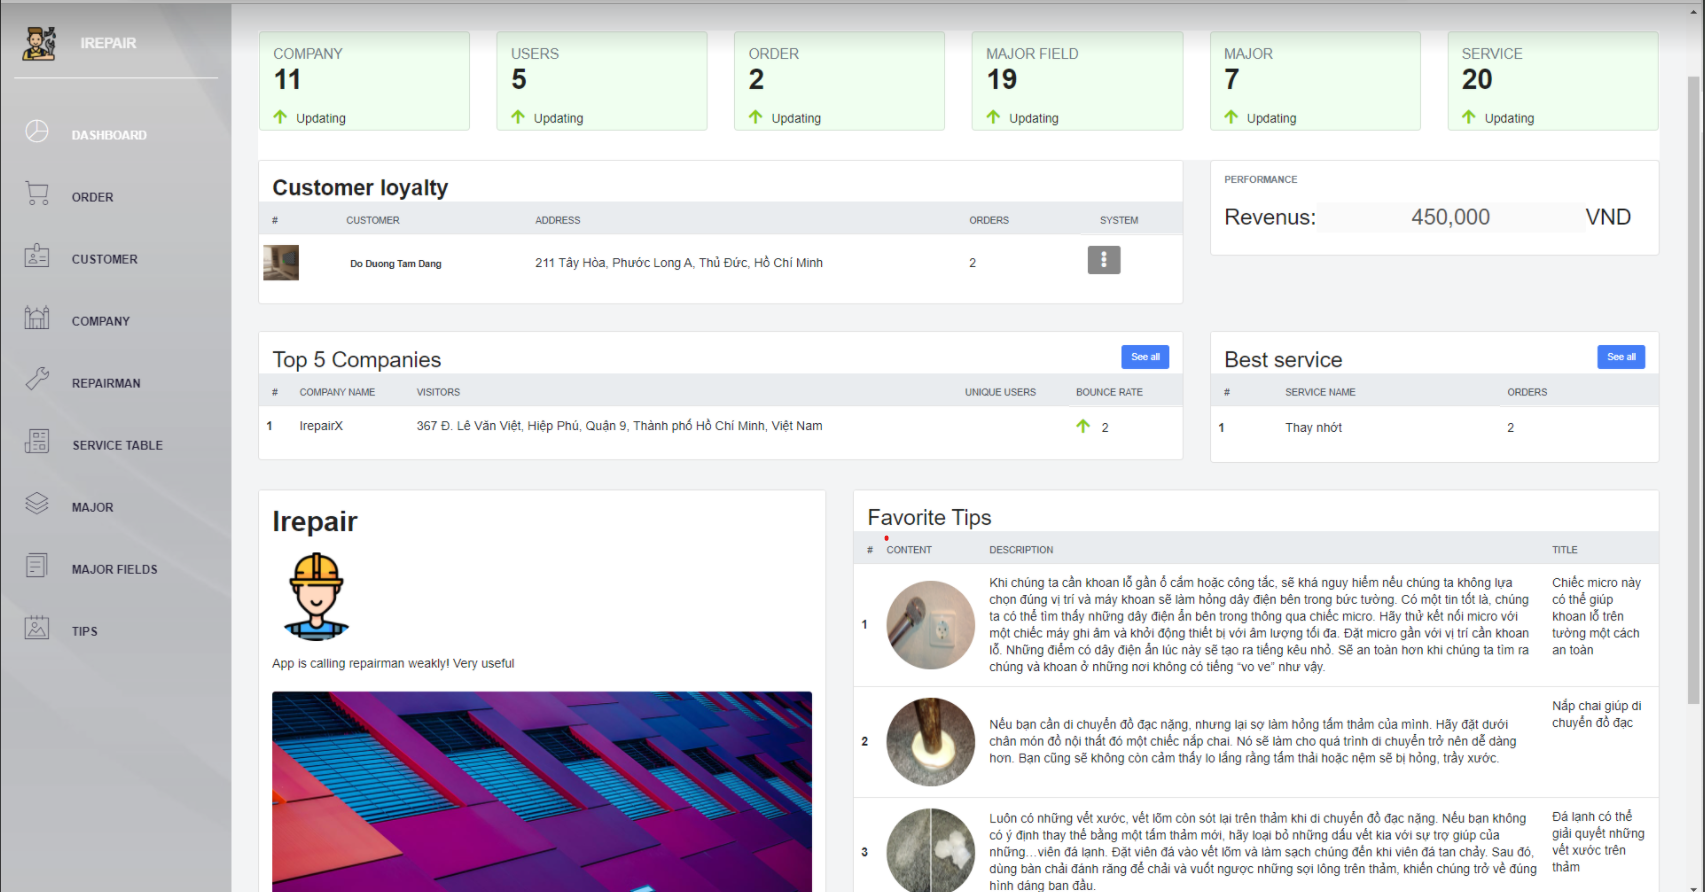 IREPAIR
DASHBOARD
ORDER
CUSTOMER
COMPANY
REPAIRMAN
SERVICE TABLE
MAJOR
MAJOR FIELDS
TIPS
COMPANY
11
Updating
USERS
5
Updating
ORDER
2
Updating
MAJOR FIELD
19
Updating
MAJOR
7
Updating
SERVICE
20
Updating
Customer loyalty
# CUSTOMER ADDRESS ORDERS SYSTEM
Do Duong Tam Dang 211 Tây Hòa, Phước Long A, Thủ Đức, Hồ Chí Minh 2
PERFORMANCE
Revenus: 450,000 VND
Top 5 Companies See all
# COMPANY NAME VISITORS UNIQUE USERS BOUNCE RATE
1 IrepairX 367 Đ. Lê Văn Việt, Hiệp Phú, Quận 9, Thành phố Hồ Chí Minh, Việt Nam 2
Best service See all
# SERVICE NAME ORDERS
1 Thay nhớt 2
Irepair
App is calling repairman weakly! Very useful
Favorite Tips
# CONTENT DESCRIPTION TITLE
1
Khi chúng ta cần khoan lỗ gần ổ cắm hoặc công tắc, sẽ khá nguy hiểm nếu chúng ta không lựa
chọn đúng vị trí và máy khoan sẽ làm hỏng dây điện bên trong bức tường. Có một tin tốt là, chúng
ta có thể tìm thấy những dây điện ẩn bên trong thông qua chiếc micro. Hãy thử kết nối micro với
một chiếc máy ghi âm và khởi động thiết bị với âm lượng tối đa. Đặt micro gần với vị trí cần khoan
lỗ. Những điểm có dây điện ẩn lúc này sẽ tạo ra tiếng kêu nhỏ. Sẽ an toàn hơn khi chúng ta tìm ra
chúng và khoan ở những nơi không có tiếng “vo ve” như vậy.
Chiếc micro này
có thể giúp
khoan lỗ trên
tường một cách
an toàn
2
Nếu bạn cần di chuyển đồ đạc nặng, nhưng lại sợ làm hỏng tấm thảm của mình. Hãy đặt dưới
chân món đồ nội thất đó một chiếc nắp chai. Nó sẽ làm cho quá trình di chuyển trở nên dễ dàng
hơn. Bạn cũng sẽ không còn cảm thấy lo lắng rằng tấm thải hoặc nệm sẽ bị hỏng, trầy xước.
Nắp chai giúp di
chuyển đồ đạc
3
Luôn có những vết xước, vết lõm còn sót lại trên thảm khi di chuyển đồ đạc nặng. Nếu bạn không
có ý định thay thế bằng một tấm thảm mới, hãy loại bỏ những dấu vết kia với sự trợ giúp của
những…viên đá lạnh. Đặt viên đá vào vết lõm và làm sạch chúng đến khi viên đá tan chảy. Sau đó,
dùng bàn chải đánh răng để chải và vuốt ngược những sợi lông trên thảm, khiến chúng trở về đúng
hình dáng ban đầu.
Đá lạnh có thể
giải quyết những
vết xước trên
thảm